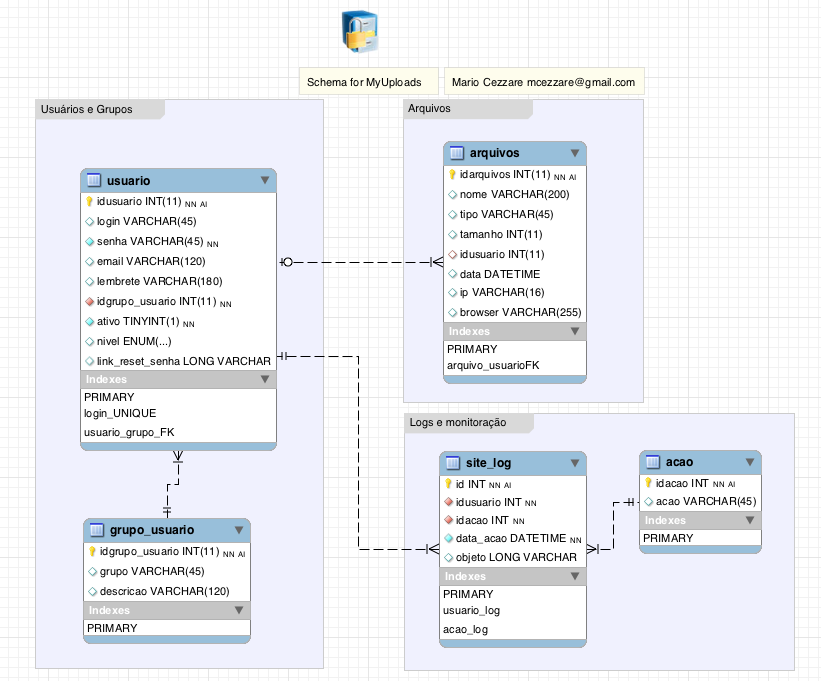 Schema for MyUploads
Mario Cezzare mcezzare@gmail.com
Usuários e Grupos
usuario
idusuario INT(11) NN AI
login VARCHAR(45)
senha VARCHAR(45) NN
email VARCHAR(120)
lembrete VARCHAR(180)
idgrupo_usuario INT(11) NN
ativo TINYINT(1) NN
nivel ENUM(...)
link_reset_senha LONG VARCHAR
Indexes
PRIMARY
login_UNIQUE
usuario_grupo_FK
grupo_usuario
idgrupo_usuario INT(11) NN AI
grupo VARCHAR(45)
descricao VARCHAR(120)
Indexes
PRIMARY
Arquivos
arquivos
idarquivos INT(11) NN AI
nome VARCHAR(200)
tipo VARCHAR(45)
tamanho INT(11)
idusuario INT(11)
data DATETIME
ip VARCHAR(16)
browser VARCHAR(255)
Indexes
PRIMARY
arquivo_usuarioFK
Logs e monitoração
site_log
id INT NN AI
idusuario INT NN
idacao INT NN
data_acao DATETIME NN
objeto LONG VARCHAR
Indexes
PRIMARY
usuario_log
acao_log
acao
idacao INT NN AI
acao VARCHAR(45)
Indexes
PRIMARY